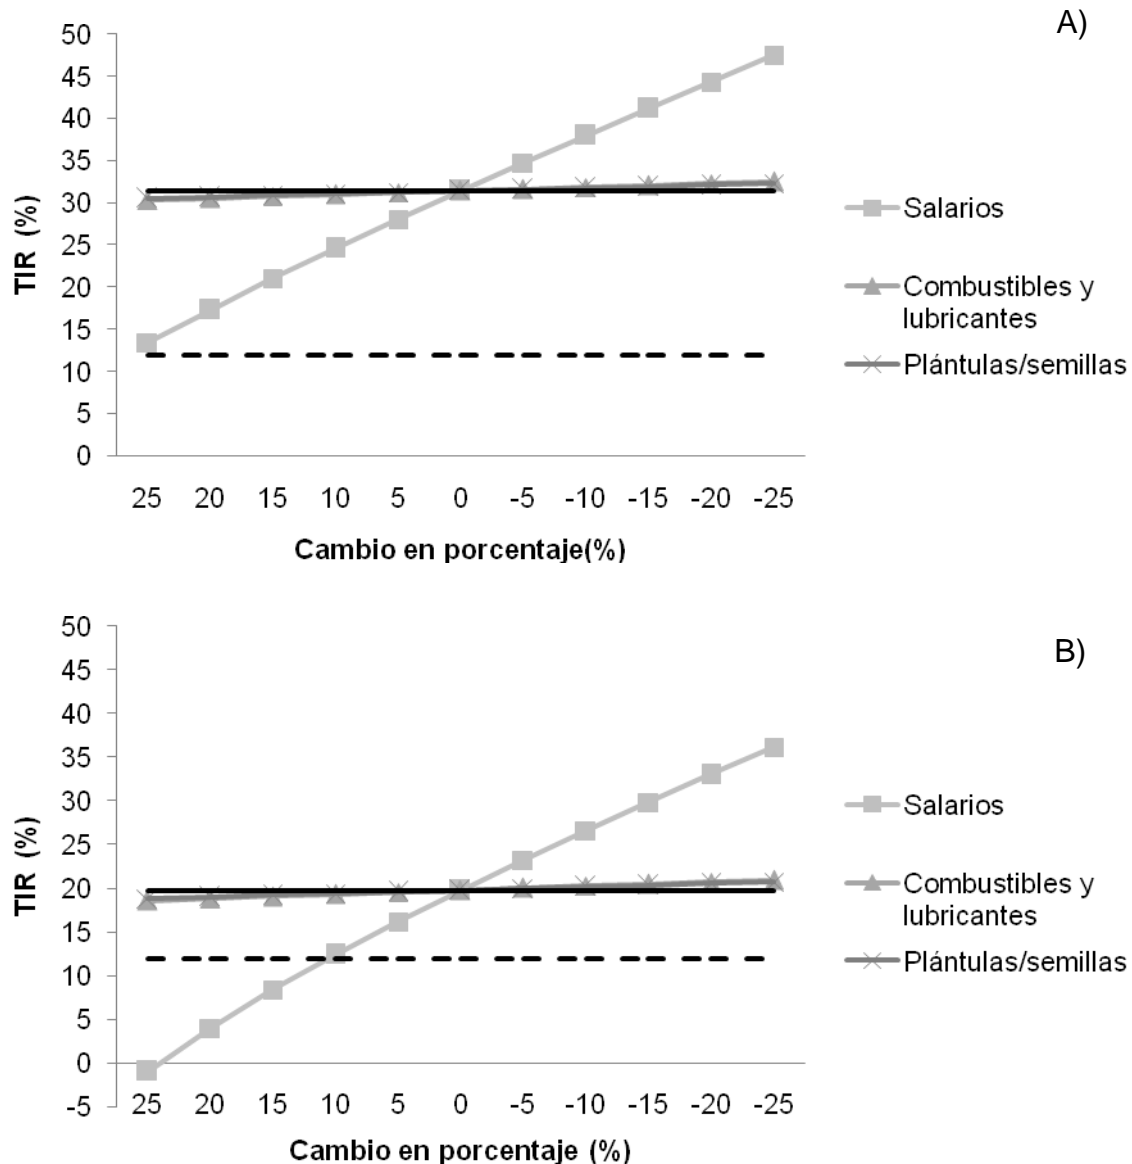 A)
50
45
40
35
30
25
20
15
10
5
0
TIR (%)
25 20 15 10 5 0 -5 -10 -15 -20 -25
Cambio en porcentaje(%)
Salarios
Combustibles y
lubricantes
Plántulas/semillas
B)
50
45
40
35
30
25
20
15
10
5
0
-5
TIR (%)
25 20 15 10 5 0 -5 -10 -15 -20 -25
Cambio en porcentaje (%)
Salarios
Combustibles y
lubricantes
Plántulas/semillas